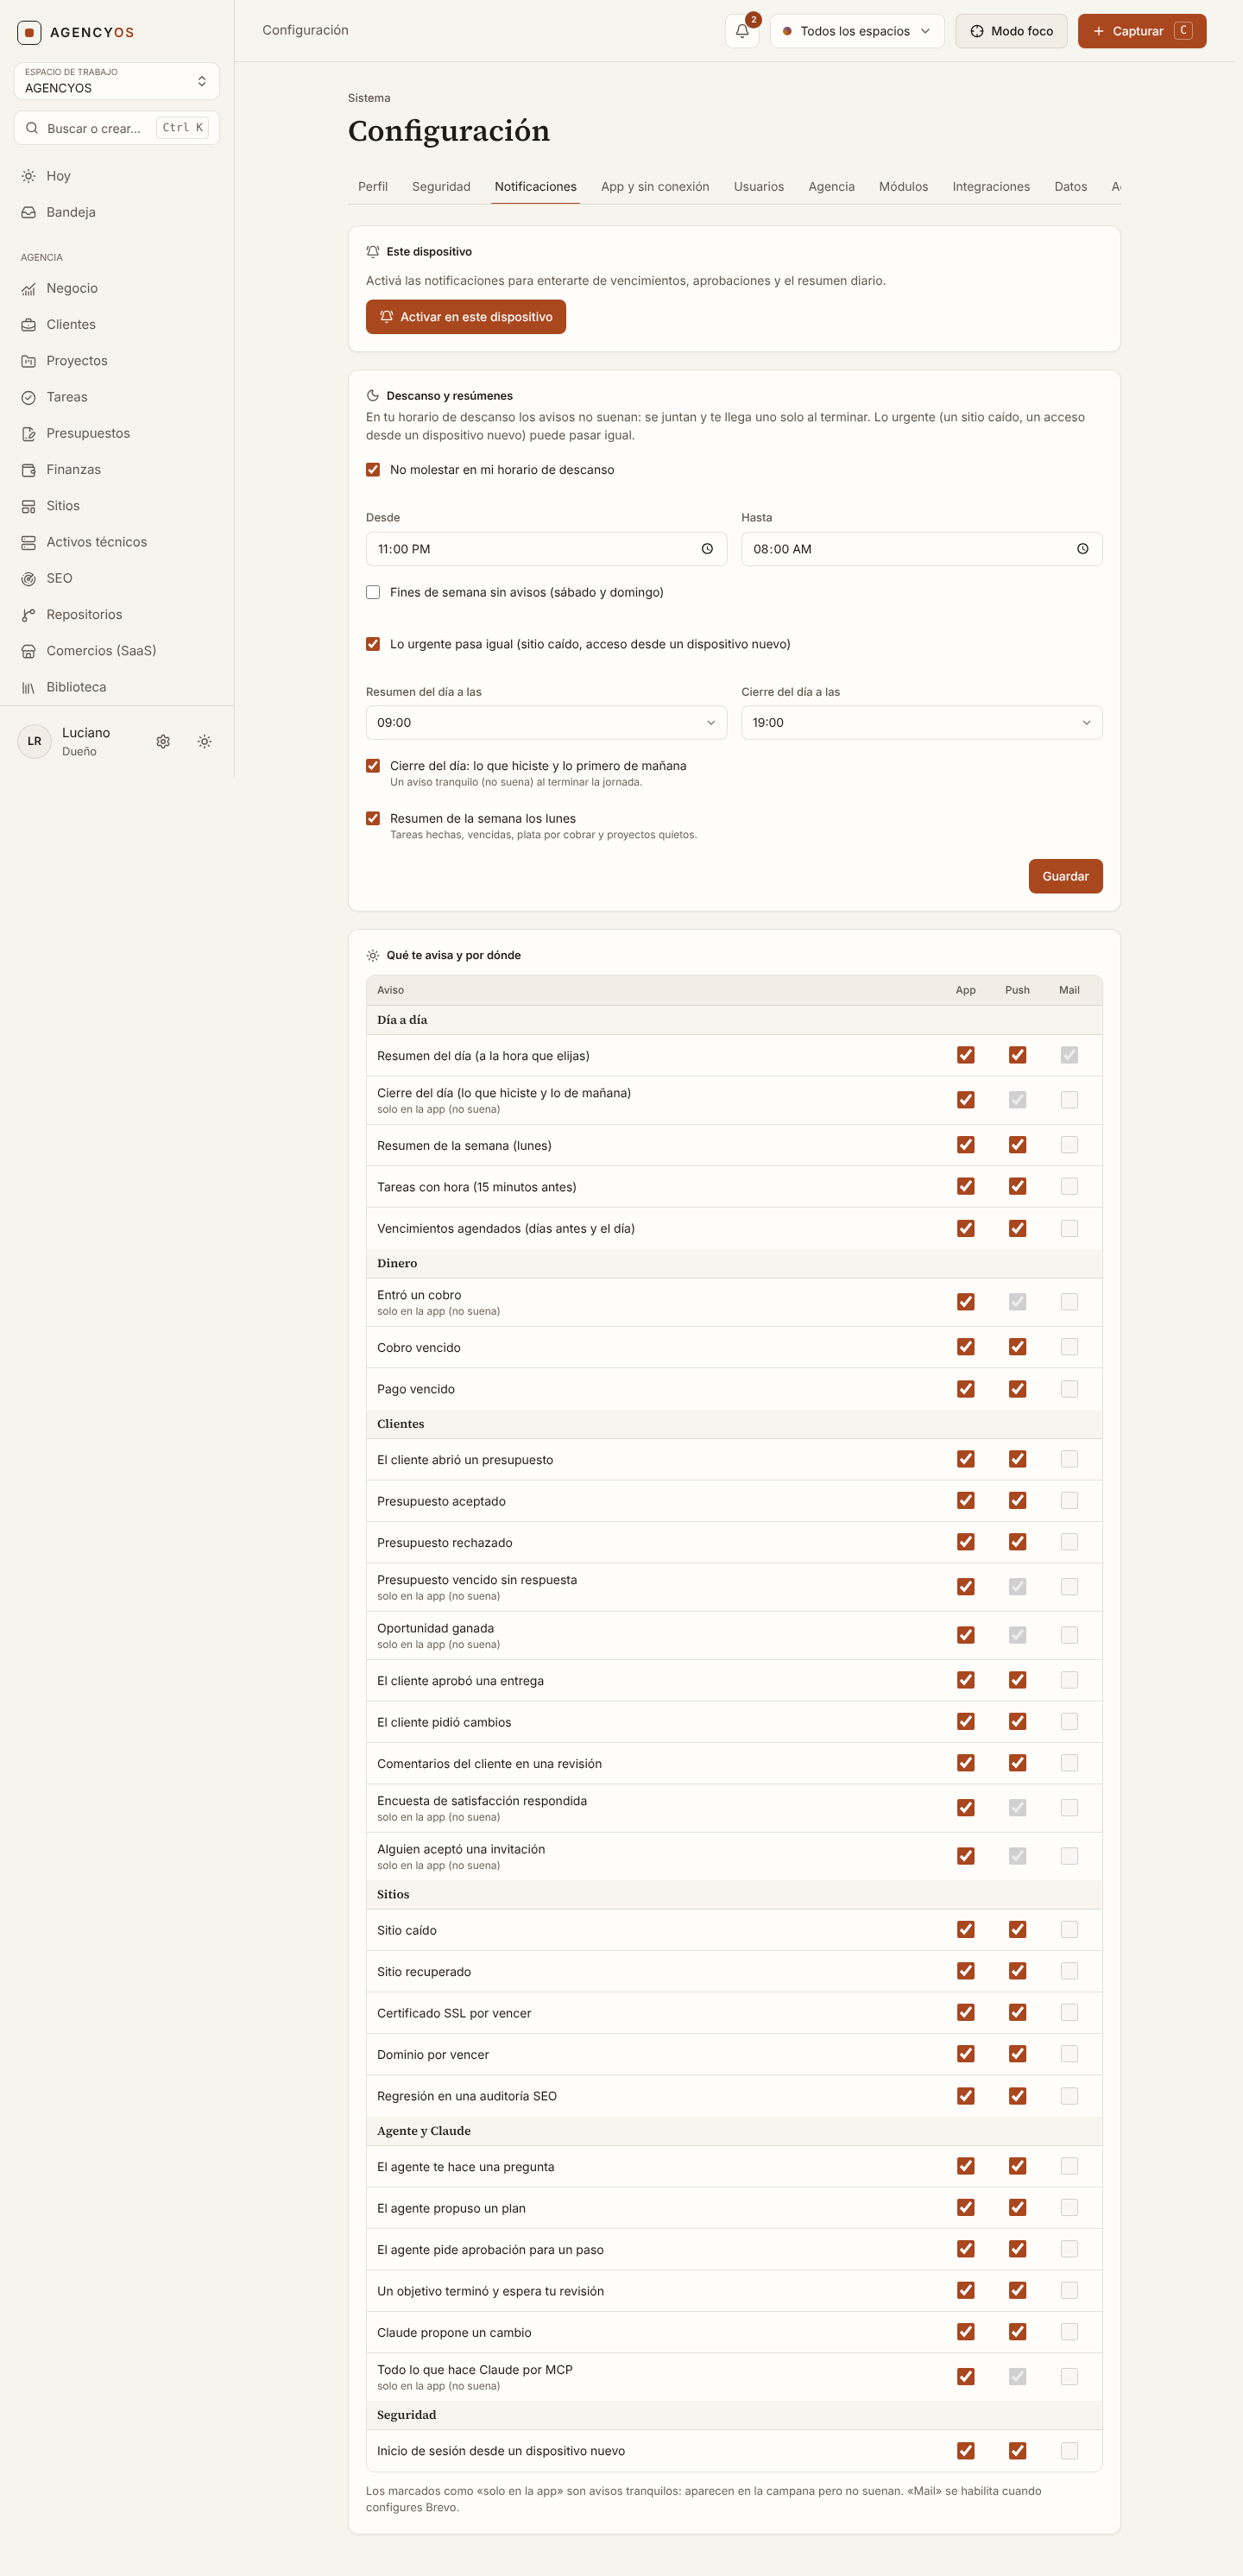 AGENCYOS
ESPACIO DE TRABAJO
AGENCYOS
Buscar o crear...
Ctrl K
Hoy
Bandeja
AGENCIA
Negocio
Clientes
Proyectos
Tareas
Presupuestos
Finanzas
Sitios
Activos técnicos
SEO
Repositorios
Comercios (SaaS)
Biblioteca
LR
Luciano
Dueño
Configuración
2
Todos los espacios
Modo foco
Capturar
C
Sistema
Configuración
Perfil
Seguridad
Notificaciones
App y sin conexión
Usuarios
Agencia
Módulos
Integraciones
Datos
Este dispositivo
Activá las notificaciones para enterarte de vencimientos, aprobaciones y el resumen diario.
Activar en este dispositivo
Descanso y resúmenes
En tu horario de descanso los avisos no suenan: se juntan y te llega uno solo al terminar. Lo urgente (un sitio caído, un acceso
desde un dispositivo nuevo) puede pasar igual.
No molestar en mi horario de descanso
Desde
Hasta
11:00 PM
08:00 AM
Fines de semana sin avisos (sábado y domingo)
Lo urgente pasa igual (sitio caído, acceso desde un dispositivo nuevo)
Resumen del día a las
Cierre del día a las
09:00
19:00
Cierre del día: lo que hiciste y lo primero de mañana
Un aviso tranquilo (no suena) al terminar la jornada.
Resumen de la semana los lunes
Tareas hechas, vencidas, plata por cobrar y proyectos quietos.
Guardar
Qué te avisa y por dónde
Aviso
App
Push
Mail
Día a día
Resumen del día (a la hora que elijas)
Cierre del día (lo que hiciste y lo de mañana)
solo en la app (no suena)
Resumen de la semana (lunes)
Tareas con hora (15 minutos antes)
Vencimientos agendados (días antes y el día)
Dinero
Entró un cobro
solo en la app (no suena)
Cobro vencido
Pago vencido
Clientes
El cliente abrió un presupuesto
Presupuesto aceptado
Presupuesto rechazado
Presupuesto vencido sin respuesta
solo en la app (no suena)
Oportunidad ganada
solo en la app (no suena)
El cliente aprobó una entrega
El cliente pidió cambios
Comentarios del cliente en una revisión
Encuesta de satisfacción respondida
solo en la app (no suena)
Alguien aceptó una invitación
solo en la app (no suena)
Sitios
Sitio caído
Sitio recuperado
Certificado SSL por vencer
Dominio por vencer
Regresión en una auditoría SEO
Agente y Claude
El agente te hace una pregunta
El agente propuso un plan
El agente pide aprobación para un paso
Un objetivo terminó y espera tu revisión
Claude propone un cambio
Todo lo que hace Claude por MCP
solo en la app (no suena)
Seguridad
Inicio de sesión desde un dispositivo nuevo
Los marcados como «solo en la app» son avisos tranquilos: aparecen en la campana pero no suenan. «Mail» se habilita cuando
configures Brevo.